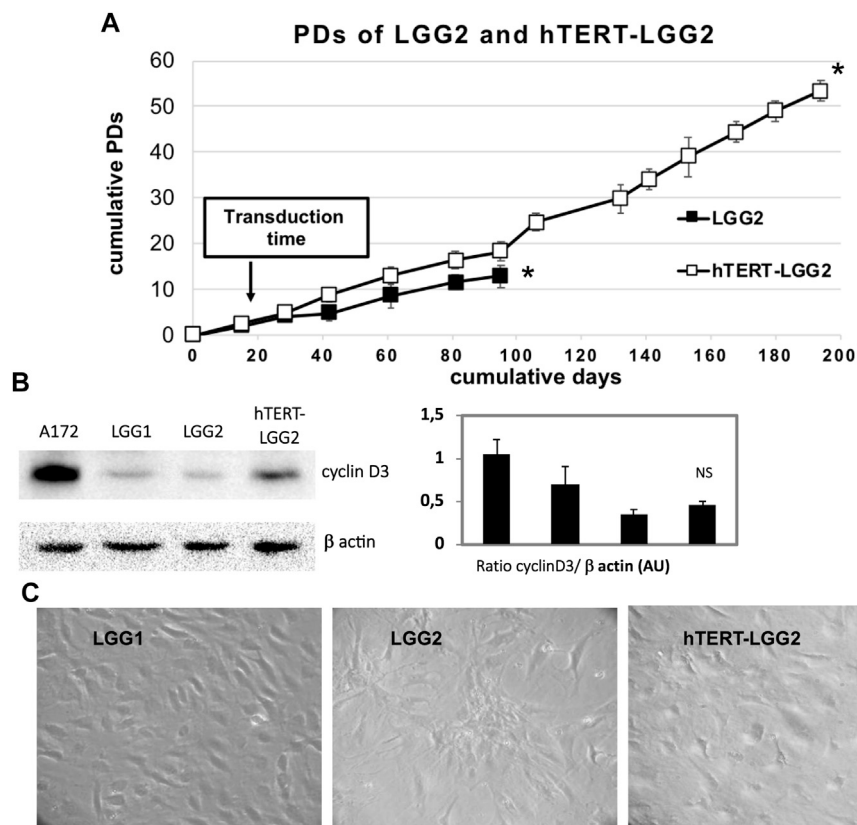 A
PDs of LGG2 and hTERT-LGG2
cumulative PDs
60
50
40
30
20
10
0
Transduction
time
LGG2
hTERT-LGG2
*
*
0 20 40 60 80 100 120 140 160 180 200
cumulative days
B
A172 LGG1 LGG2 hTERT-
LGG2
cyclin D3
β actin
1,5
1
0,5
0
NS
Ratio cyclinD3/ β actin (AU)
C
LGG1
LGG2
hTERT-LGG2